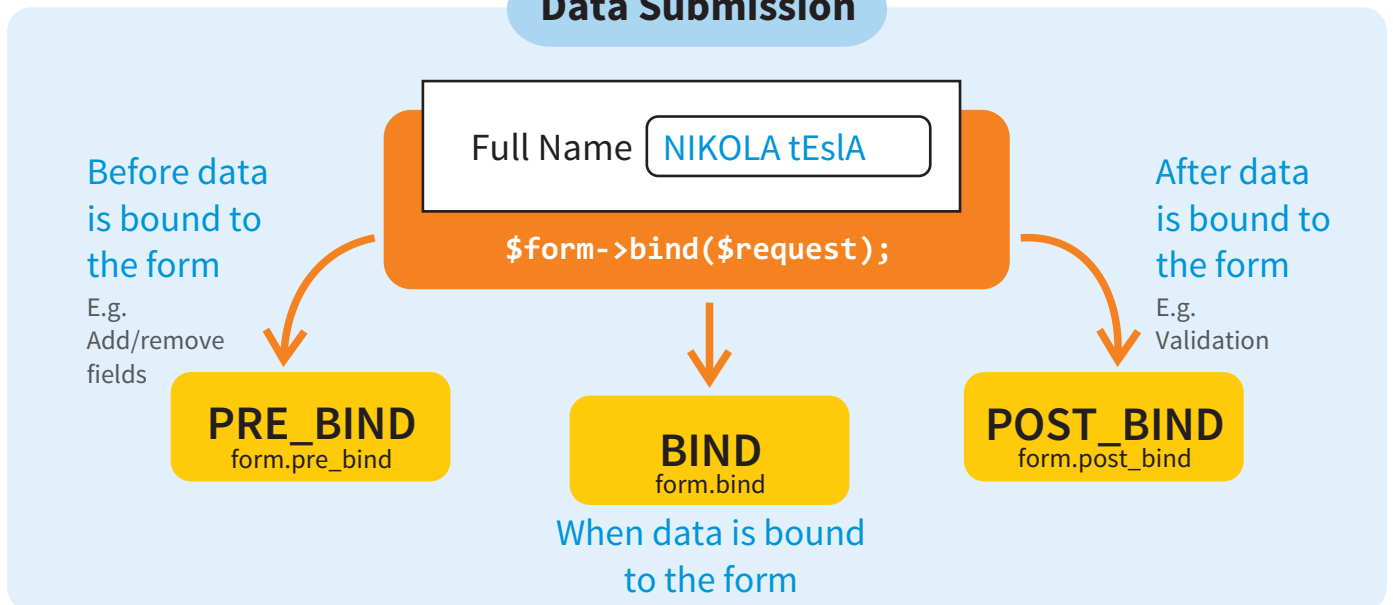 Data Submission
Full Name NIKOLA tEslA
$form->bind($request);
Before data
is bound to
the form
E.g.
Add/remove
fields
After data
is bound to
the form
E.g.
Validation
PRE_BIND
form.pre_bind
BIND
form.bind
POST_BIND
form.post_bind
When data is bound
to the form